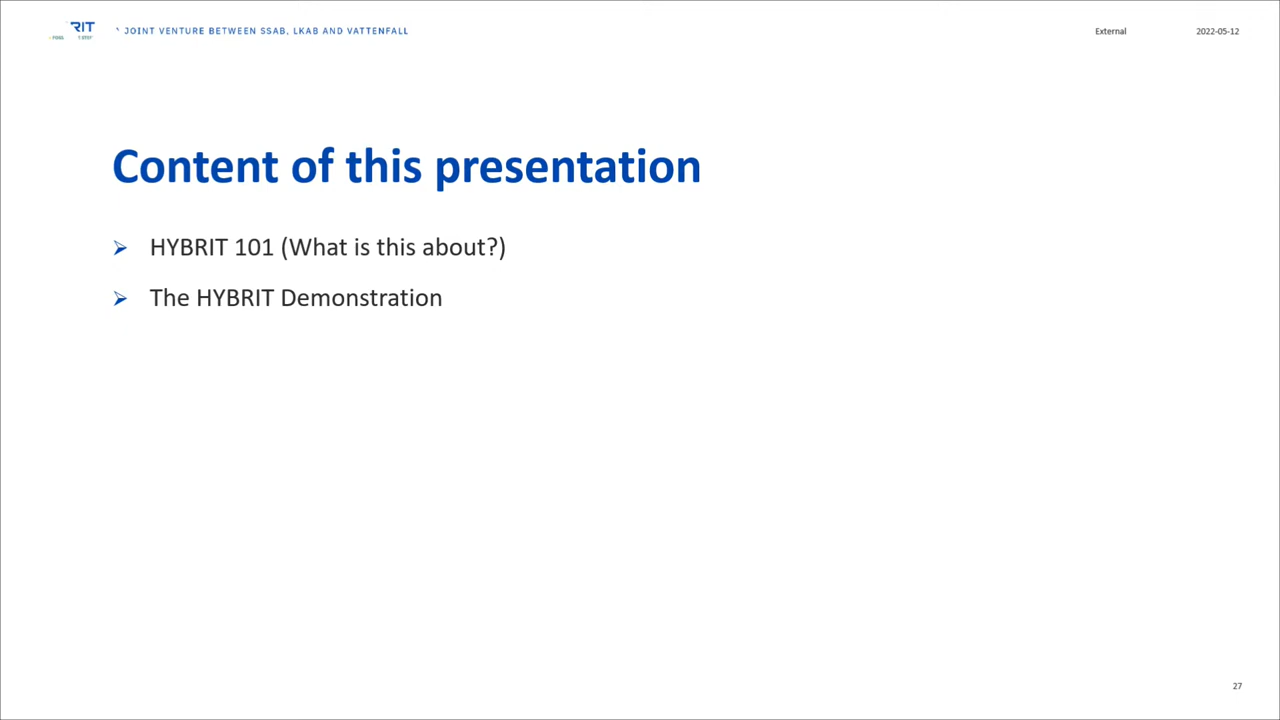 RIT
JOINT VENTURE BETWEEN SSAB, LKAB AND VATTENFALL
External
2022-05-12
Content of this presentation
➢ HYBRIT 101 (What is this about?)
➢ The HYBRIT Demonstration
27